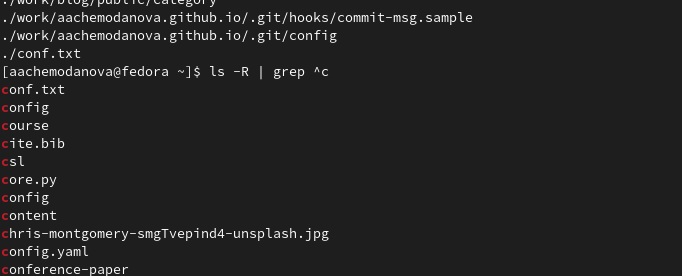 ./work/blog/public/category
./work/aachemodanova.github.io/.git/hooks/commit-msg.sample
./work/aachemodanova.github.io/.git/config
./conf.txt
[aachemodanova@fedora ~]$ ls -R | grep ^c
conf.txt
config
course
cite.bib
csl
core.py
config
content
chris-montgomery-smgTvepind4-unsplash.jpg
config.yaml
conference-paper